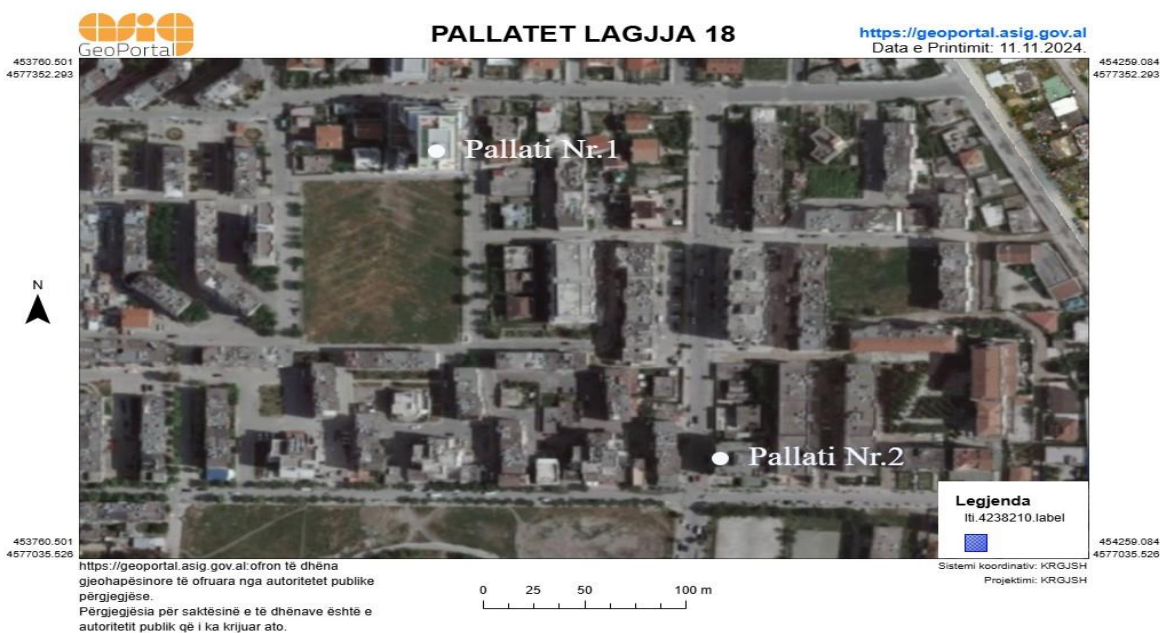 asig
GeoPortal
PALLATET LAGJJA 18
https://geoportal.asig.gov.al
Data e Printimit: 11.11.2024.
453760.501
4577352.293
454259.084
4577352.293
Pallati Nr.1
N
Pallati Nr.2
Legjenda
lti.4238210.label
453760.501
4577035.526
454259.084
4577035.526
https://geoportal.asig.gov.al:ofron të dhëna
gjeohapësinore të ofruara nga autoritetet publike
përgjegjëse.
Përgjegjësia për saktësinë e të dhënave është e
autoritetit publik që i ka krijuar ato.
0 25 50 100 m
Sistemi koordinativ: KRGJSH
Projektimi: KRGJSH